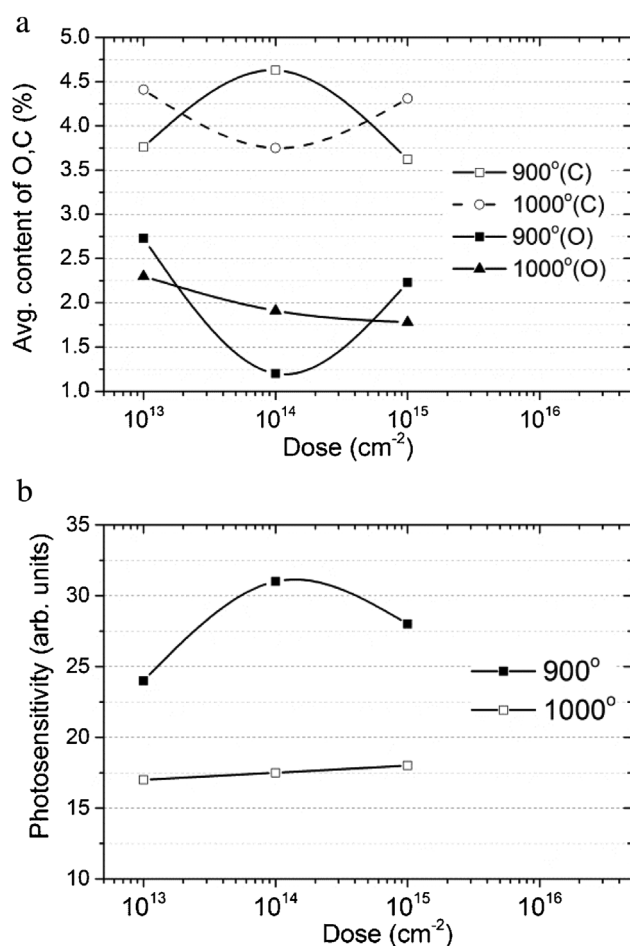 a
5.0
4.5
4.0
3.5
3.0
2.5
2.0
1.5
1.0
Avg. content of O,C (%)
900°(C)
1000°(C)
900°(O)
1000°(O)
10¹³ 10¹⁴ 10¹⁵ 10¹⁶
Dose (cm⁻²)
b
35
30
25
20
15
10
Photosensitivity (arb. units)
900°
1000°
10¹³ 10¹⁴ 10¹⁵ 10¹⁶
Dose (cm⁻²)